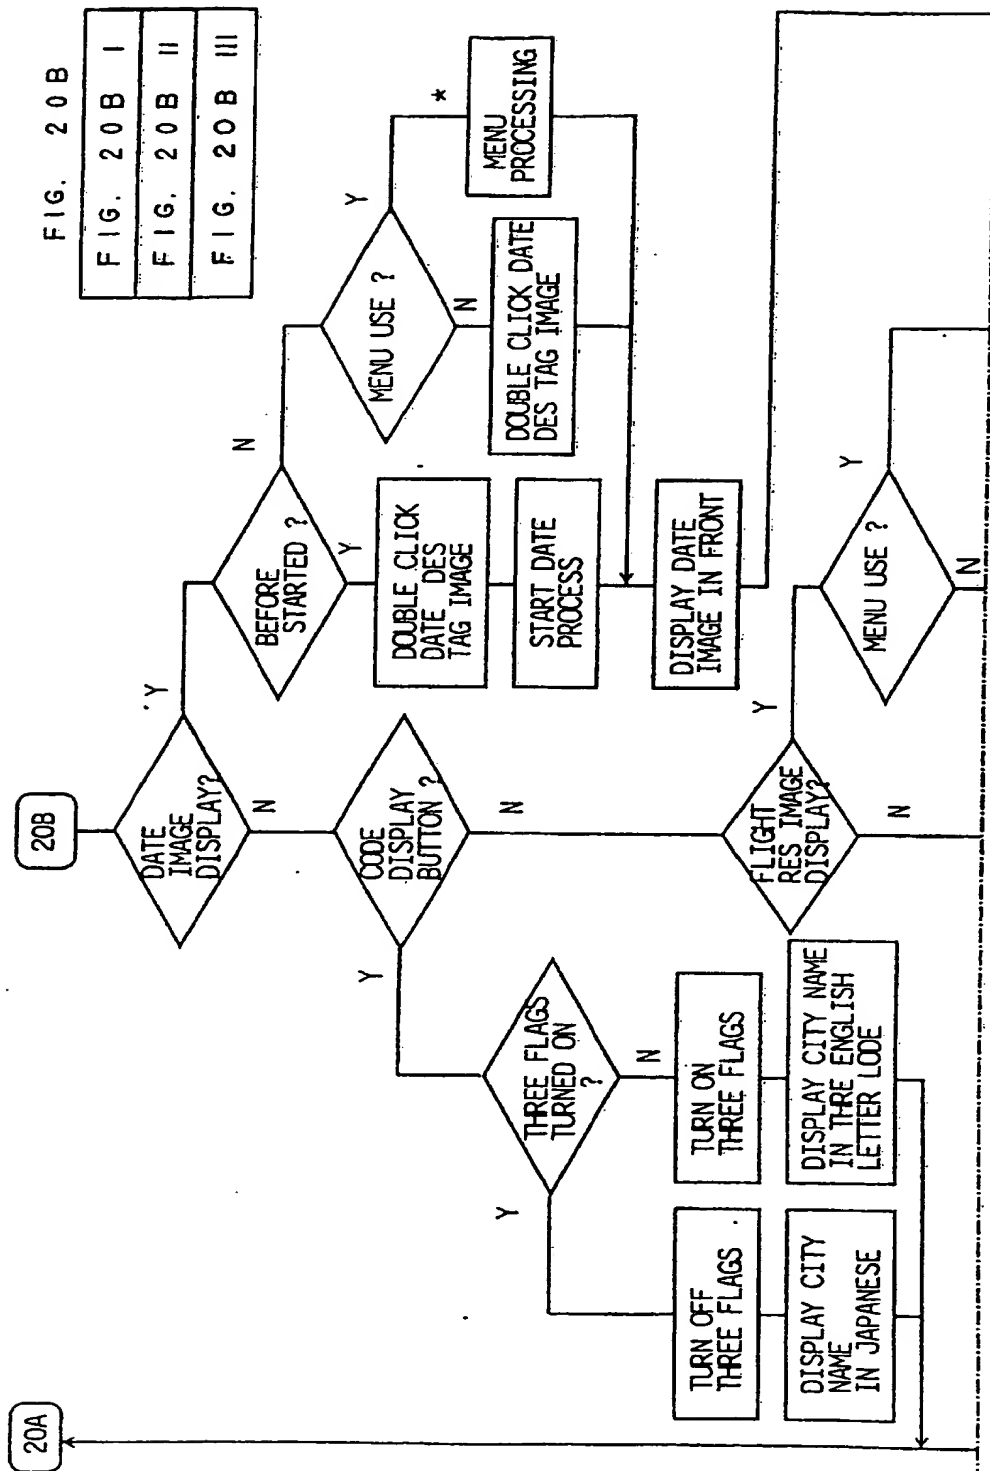 FIG. 20B
FIG. 20B I
FIG. 20B II
FIG. 20B III
20A
20B
DATE
IMAGE
DISPLAY?
Y
N
BEFORE
STARTED ?
N
Y
MENU USE ?
Y
N
*
MENU
PROCESSING
DOUBLE CLICK DATE
DES TAG IMAGE
DOUBLE CLICK
DATE DES
TAG IMAGE
START DATE
PROCESS
DISPLAY DATE
IMAGE IN FRONT
CODE
DISPLAY
BUTTON ?
Y
N
THREE FLAGS
TURNED ON
?
Y
N
TURN OFF
THREE FLAGS
TURN ON
THREE FLAGS
DISPLAY CITY
NAME
IN JAPANESE
DISPLAY CITY NAME
IN THRE ENGLISH
LETTER LODE
FLIGHT
RES IMAGE
DISPLAY?
Y
N
MENU USE ?
Y
N